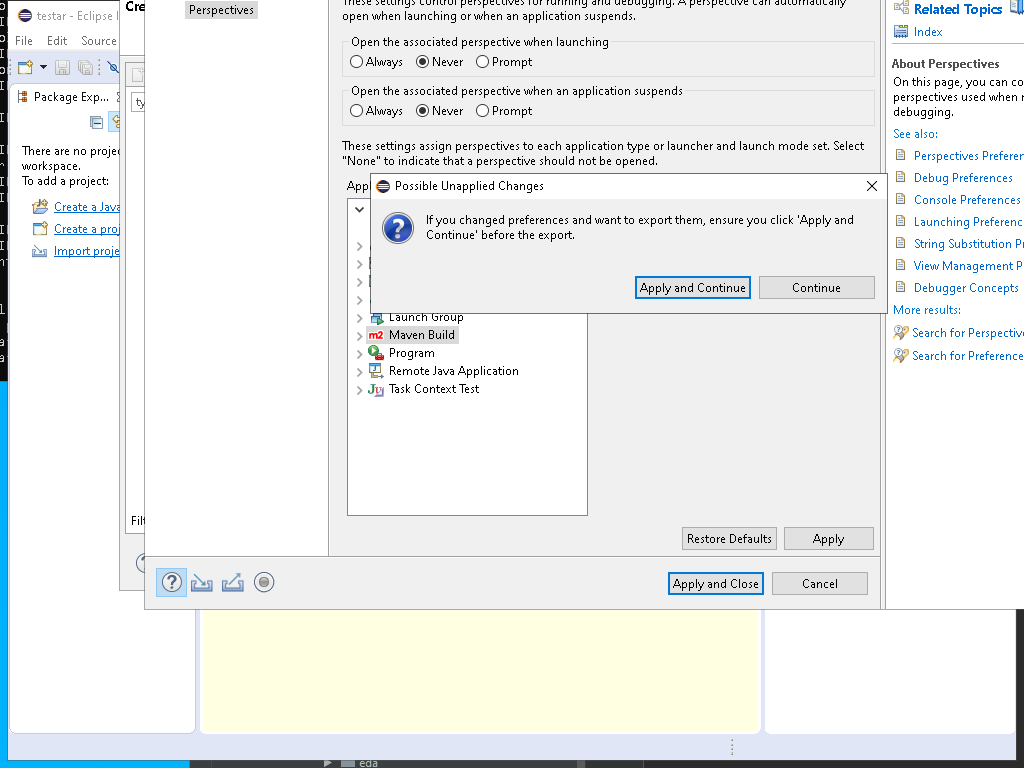 testar - Eclipse I
File Edit Source
Package Exp...
There are no proje
workspace.
To add a project:
Create a Java
Create a proj
Import proje
Cre
ty
Filt
Perspectives
These settings control perspectives for running and debugging. A perspective can automatically
open when launching or when an application suspends.
Open the associated perspective when launching
Always Never Prompt
Open the associated perspective when an application suspends
Always Never Prompt
These settings assign perspectives to each application type or launcher and launch mode set. Select
"None" to indicate that a perspective should not be opened.
Appl
Possible Unapplied Changes
If you changed preferences and want to export them, ensure you click 'Apply and
Continue' before the export.
Apply and Continue Continue
Launch Group
m2 Maven Build
Program
Remote Java Application
Ju Task Context Test
Restore Defaults Apply
Apply and Close Cancel
Related Topics
Index
About Perspectives
On this page, you can co
perspectives used when r
debugging.
See also:
Perspectives Preferen
Debug Preferences
Console Preferences
Launching Preferenc
String Substitution Pr
View Management P
Debugger Concepts
More results:
Search for Perspective
Search for Preference
eda